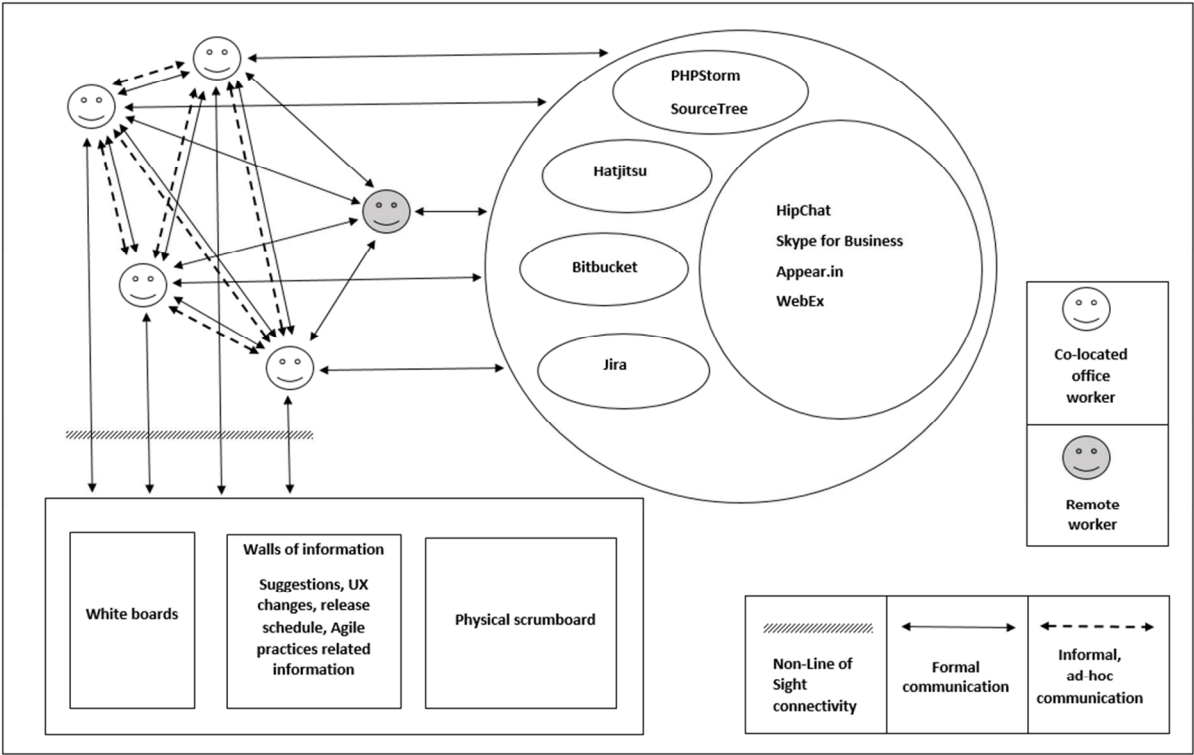 PHPStorm
SourceTree
Hatjitsu
Bitbucket
Jira
HipChat
Skype for Business
Appear.in
WebEx
Co-located
office
worker
Remote
worker
White boards
Walls of information
Suggestions, UX
changes, release
schedule, Agile
practices related
information
Physical scrumboard
Non-Line of
Sight
connectivity
Formal
communication
Informal,
ad-hoc
communication